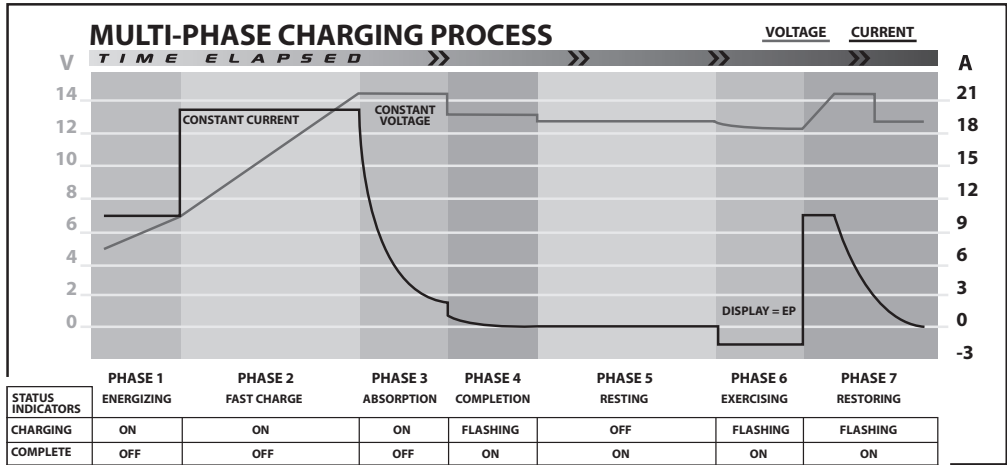 MULTI-PHASE CHARGING PROCESS
VOLTAGE CURRENT
V TIME ELAPSED A
14 21
12 18
10 15
8 12
6 9
4 6
2 3
0 0
-3
CONSTANT CURRENT
CONSTANT
VOLTAGE
DISPLAY = EP
PHASE 1 PHASE 2 PHASE 3 PHASE 4 PHASE 5 PHASE 6 PHASE 7
STATUS
INDICATORS
ENERGIZING FAST CHARGE ABSORPTION COMPLETION RESTING EXERCISING RESTORING
CHARGING ON ON ON FLASHING OFF FLASHING FLASHING
COMPLETE OFF OFF OFF ON ON ON ON